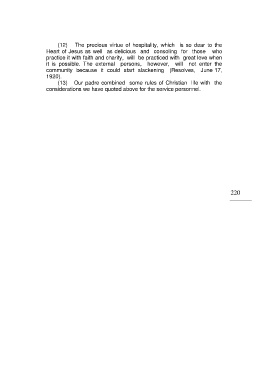 (12) The precious virtue of hospitality, which is so dear to the
Heart of Jesus as well as delicious and consoling for those who
practice it with faith and charity, will be practiced with great love when
it is possible. The external persons, however, will not enter the
community because it could start slackening (Resolves, June 17,
1920).
(13) Our padre combined some rules of Christian life with the
considerations we have quoted above for the service personnel.
220